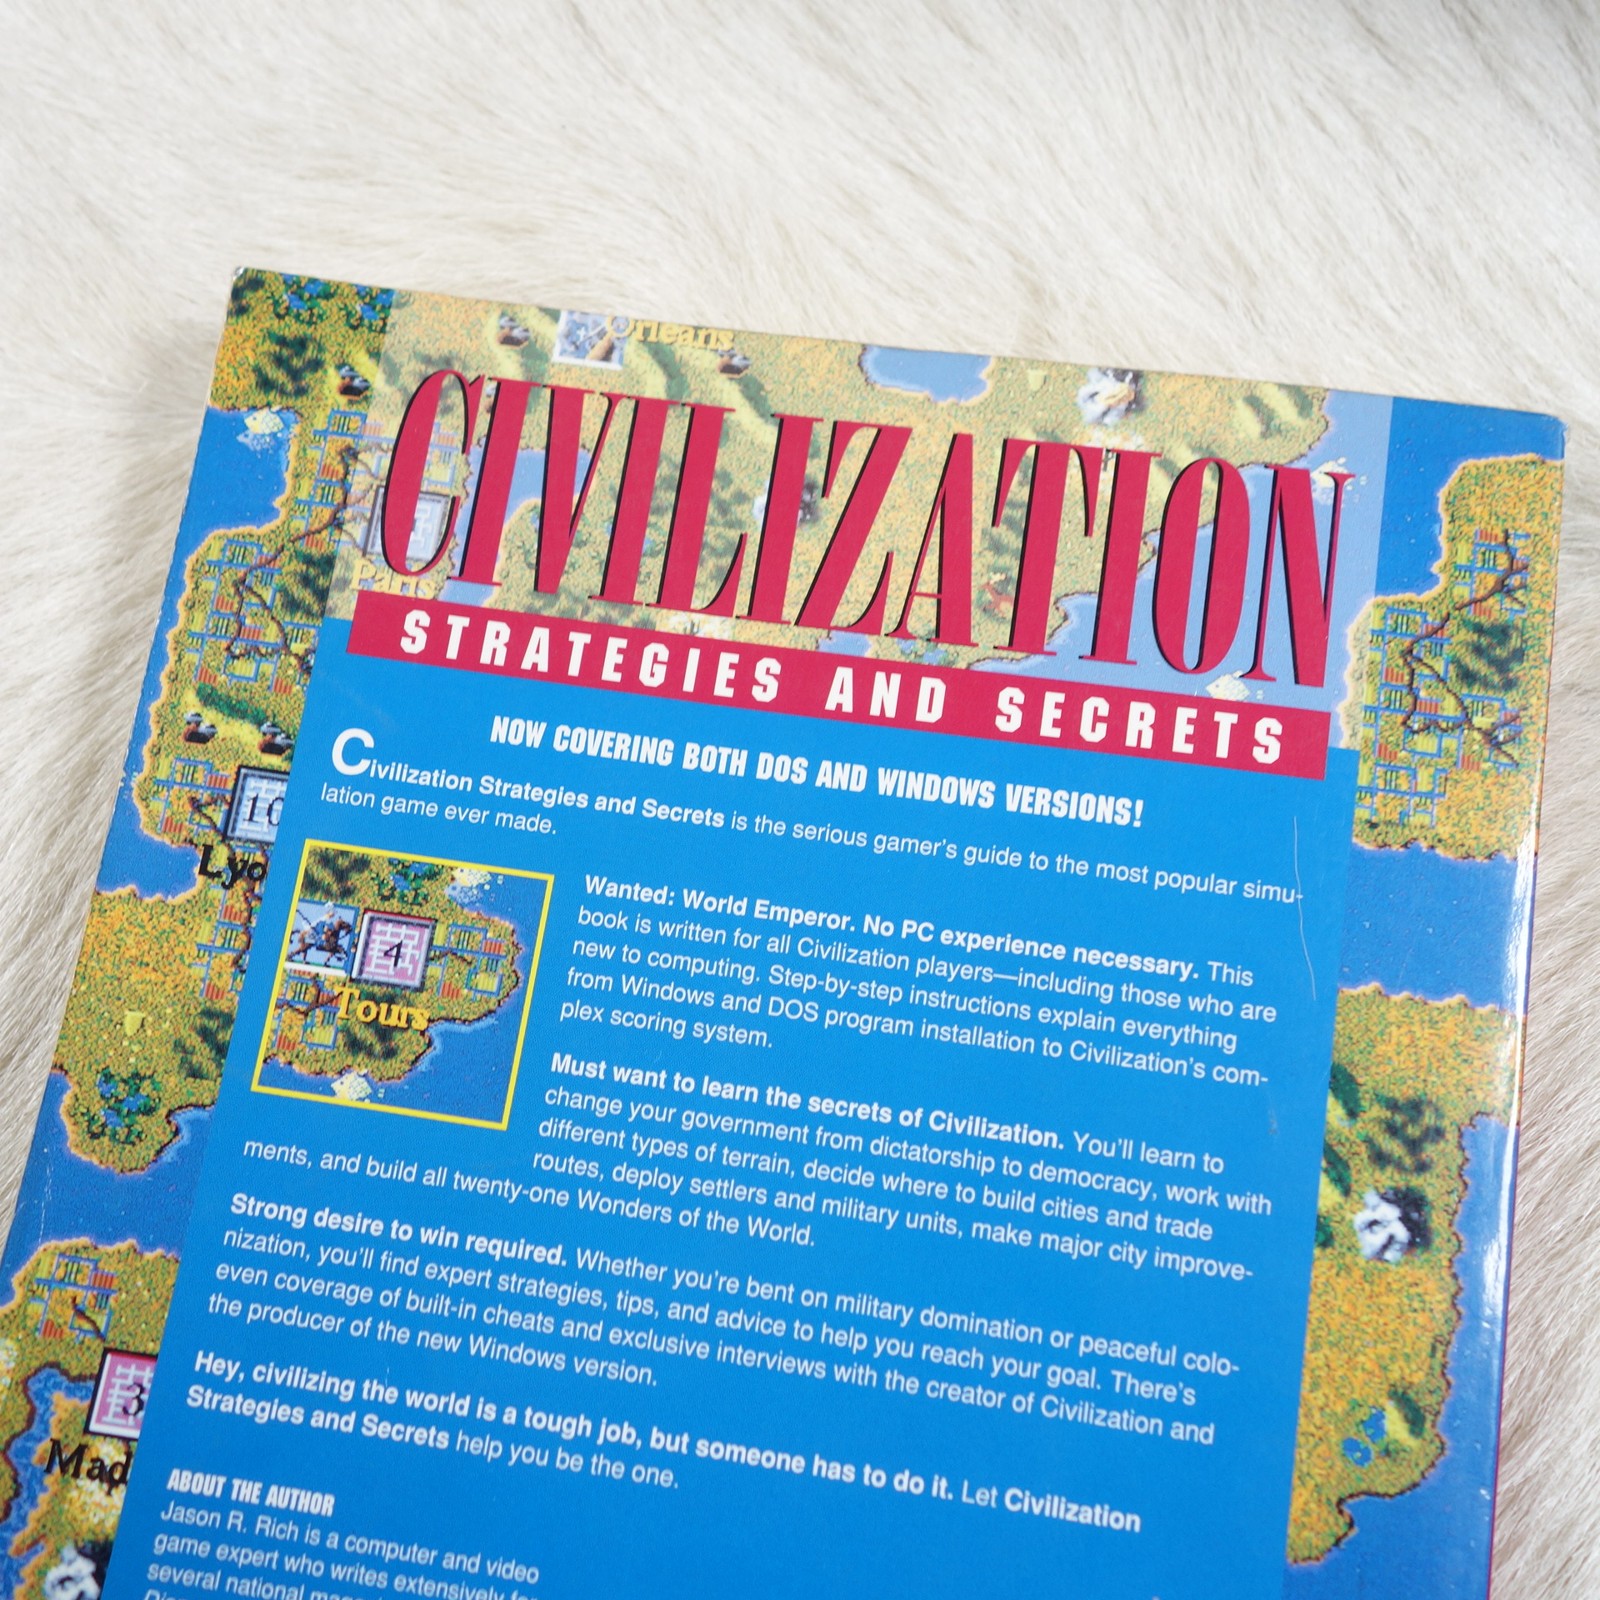 Orleans
CIVILIZATION
Paris
STRATEGIES AND SECRETS
NOW COVERING BOTH DOS AND WINDOWS VERSIONS!
Civilization Strategies and Secrets is the serious gamer's guide to the most popular simu-
lation game ever made.
10
Lyo
4
Tours
Wanted: World Emperor. No PC experience necessary. This
book is written for all Civilization players—including those who are
new to computing. Step-by-step instructions explain everything
from Windows and DOS program installation to Civilization's com-
plex scoring system.
Must want to learn the secrets of Civilization. You'll learn to
change your government from dictatorship to democracy, work with
different types of terrain, decide where to build cities and trade
routes, deploy settlers and military units, make major city improve-
ments, and build all twenty-one Wonders of the World.
Strong desire to win required. Whether you're bent on military domination or peaceful colo-
nization, you'll find expert strategies, tips, and advice to help you reach your goal. There's
even coverage of built-in cheats and exclusive interviews with the creator of Civilization and
the producer of the new Windows version.
3
Mad
Hey, civilizing the world is a tough job, but someone has to do it. Let Civilization
Strategies and Secrets help you be the one.
ABOUT THE AUTHOR
Jason R. Rich is a computer and video
game expert who writes extensively for
several national